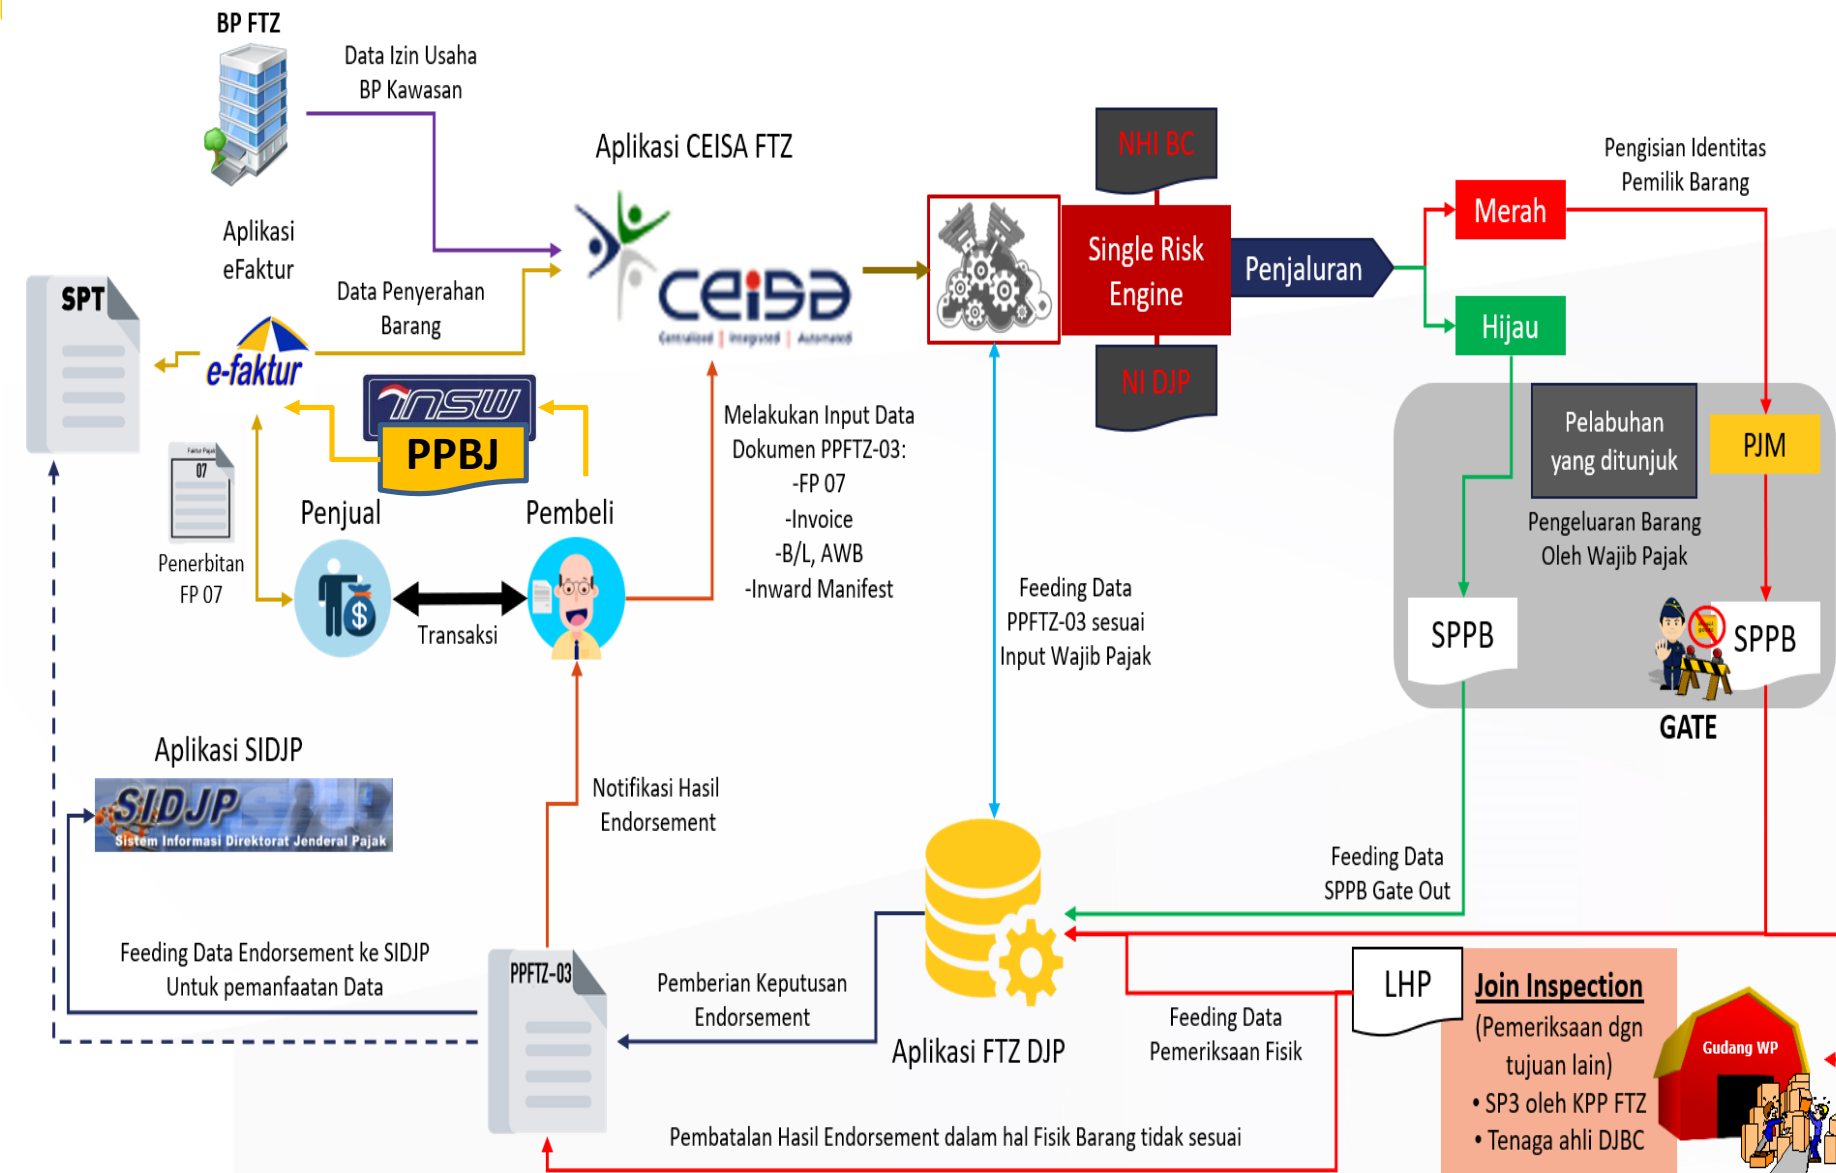 BP FTZ
Data Izin Usaha
BP Kawasan
Aplikasi CEISA FTZ
NHI BC
Pengisian Identitas
Pemilik Barang
Merah
Aplikasi
eFaktur
Single Risk
Engine
Penjaluran
SPT
Data Penyerahan
Barang
ceisa
Centralized | Integrated | Automated
Hijau
e-faktur
NI DJP
INSW
PPBJ
Melakukan Input Data
Dokumen PPFTZ-03:
-FP 07
-Invoice
-B/L, AWB
-Inward Manifest
Pelabuhan
yang ditunjuk
PJM
Faktur Pajak
07
Penjual
Pembeli
Pengeluaran Barang
Oleh Wajib Pajak
Penerbitan
FP 07
Transaksi
Feeding Data
PPFTZ-03 sesuai
Input Wajib Pajak
SPPB
SPPB
GATE
Aplikasi SIDJP
SIDJP
Sistem Informasi Direktorat Jenderal Pajak
Notifikasi Hasil
Endorsement
Feeding Data
SPPB Gate Out
Feeding Data Endorsement ke SIDJP
Untuk pemanfaatan Data
PPFTZ-03
Pemberian Keputusan
Endorsement
Aplikasi FTZ DJP
Feeding Data
Pemeriksaan Fisik
LHP
Join Inspection
(Pemeriksaan dgn
tujuan lain)
• SP3 oleh KPP FTZ
• Tenaga ahli DJBC
Gudang WP
Pembatalan Hasil Endorsement dalam hal Fisik Barang tidak sesuai